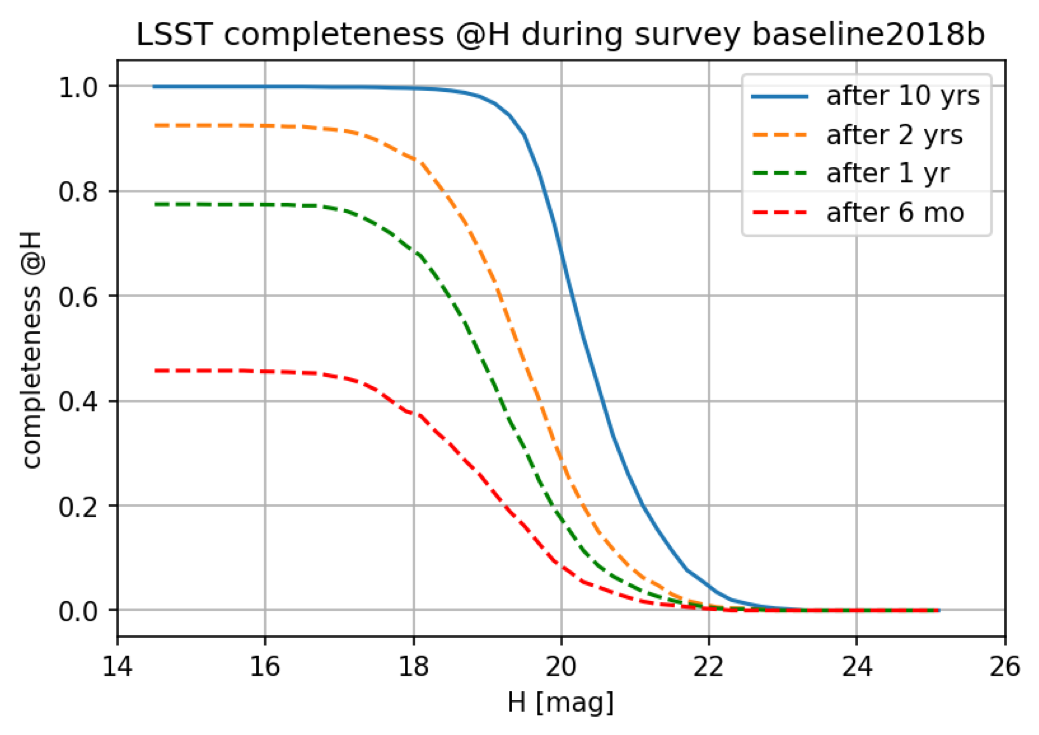 LSST completeness @H during survey baseline2018b
after 10 yrs
after 2 yrs
after 1 yr
after 6 mo
completeness @H
1.0
0.8
0.6
0.4
0.2
0.0
14 16 18 20 22 24 26
H [mag]